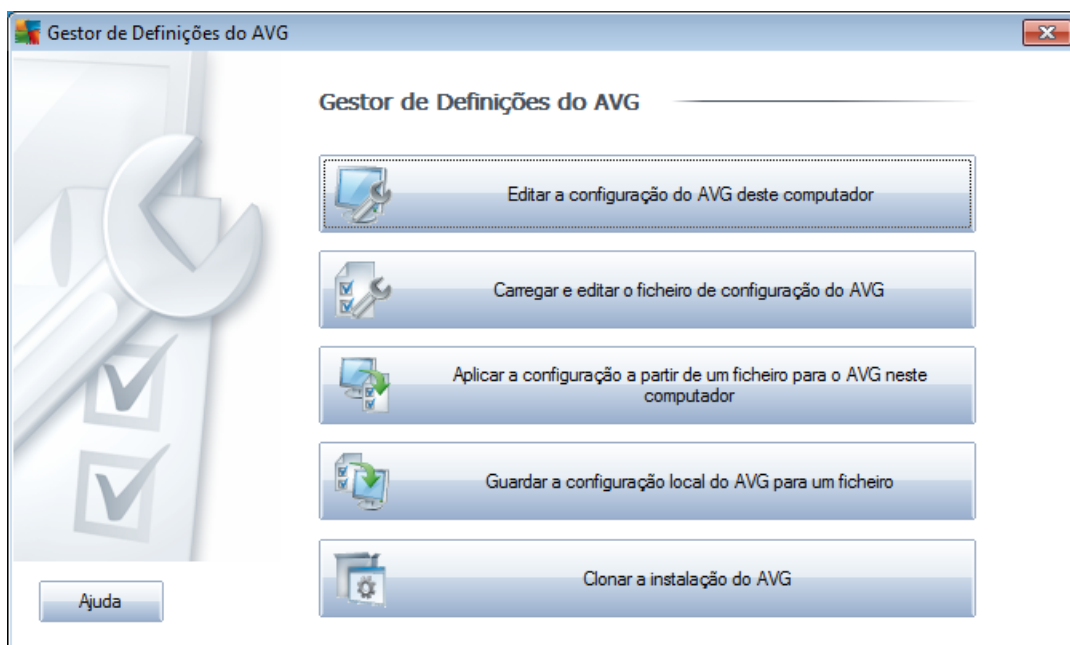 Gestor de Definições do AVG
Gestor de Definições do AVG
Editar a configuração do AVG deste computador
Carregar e editar o ficheiro de configuração do AVG
Aplicar a configuração a partir de um ficheiro para o AVG neste
computador
Guardar a configuração local do AVG para um ficheiro
Clonar a instalação do AVG
Ajuda